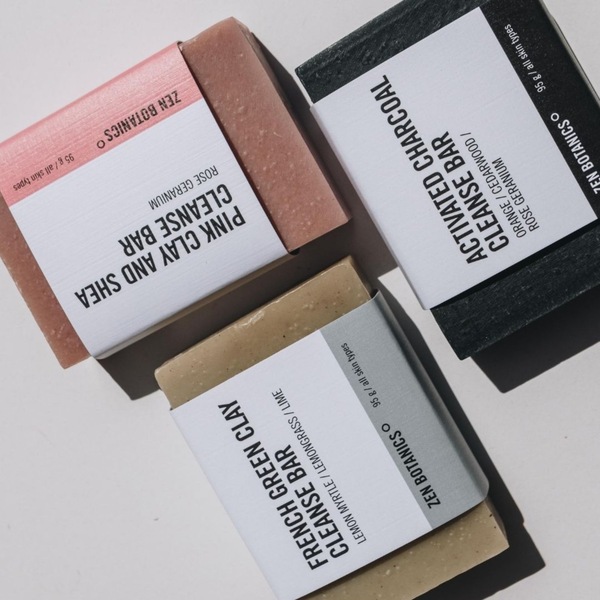 ZEN BOTANICS
95 g / all skin types
PINK CLAY AND SHEA
CLEANSE BAR
ROSE GERANIUM
ACTIVATED CHARCOAL
CLEANSE BAR
ORANGE / CEDARWOOD /
ROSE GERANIUM
95 g / all skin types
ZEN BOTANICS
FRENCH GREEN CLAY
CLEANSE BAR
LEMON MYRTLE / LEMONGRASS / LIME
95 g / all skin types
ZEN BOTANICS